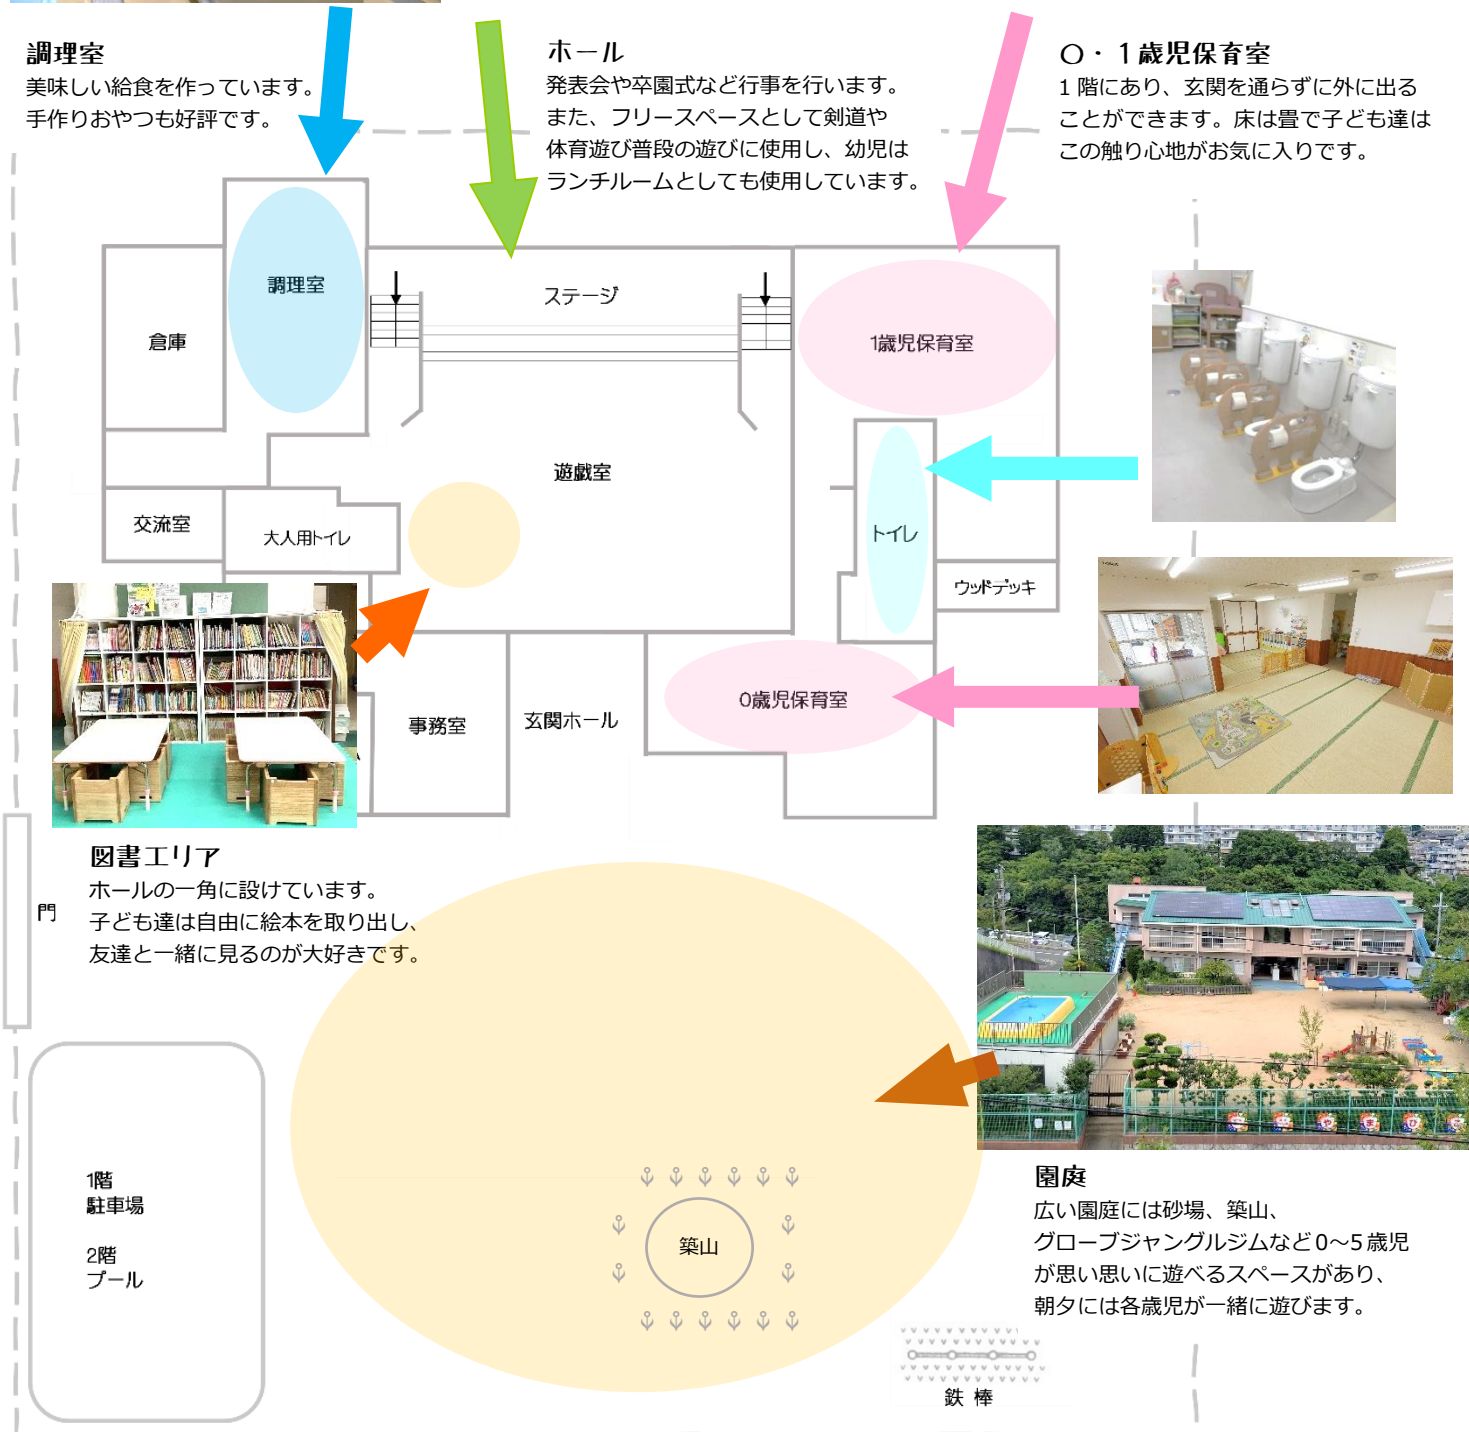 調理室
美味しい給食を作っています。
手作りおやつも好評です。
ホール
発表会や卒園式など行事を行います。
また、フリースペースとして剣道や
体育遊び普段の遊びに使用し、幼児は
ランチルームとしても使用しています。
〇・１歳児保育室
1 階にあり、玄関を通らずに外に出る
ことができます。床は畳で子ども達は
この触り心地がお気に入りです。
調理室
ステージ
倉庫
1歳児保育室
遊戯室
交流室
大人用トイレ
トイレ
ウッドデッキ
0歳児保育室
事務室
玄関ホール
図書エリア
ホールの一角に設けています。
子ども達は自由に絵本を取り出し、
友達と一緒に見るのが大好きです。
門
やまびこ
園庭
広い園庭には砂場、築山、
グローブジャングルジムなど0～5 歳児
が思い思いに遊べるスペースがあり、
朝夕には各歳児が一緒に遊びます。
1階
駐車場
2階
プール
築山
鉄 棒